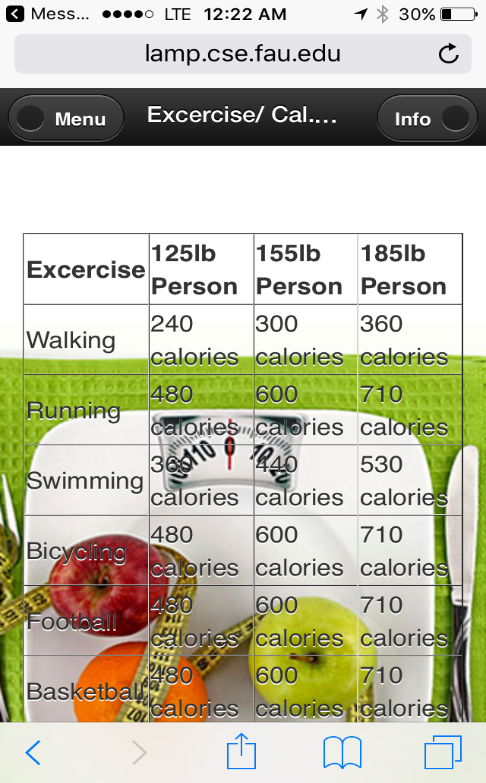 Mess... LTE 12:22 AM 30%
lamp.cse.fau.edu
Menu Excercise/ Cal.... Info
Excercise 125lb Person 155lb Person 185lb Person
Walking 240 calories 300 calories 360 calories
Running 480 calories 600 calories 710 calories
Swimming 360 calories 440 calories 530 calories
Bicycling 480 calories 600 calories 710 calories
Football 480 calories 600 calories 710 calories
Basketball 480 calories 600 calories 710 calories